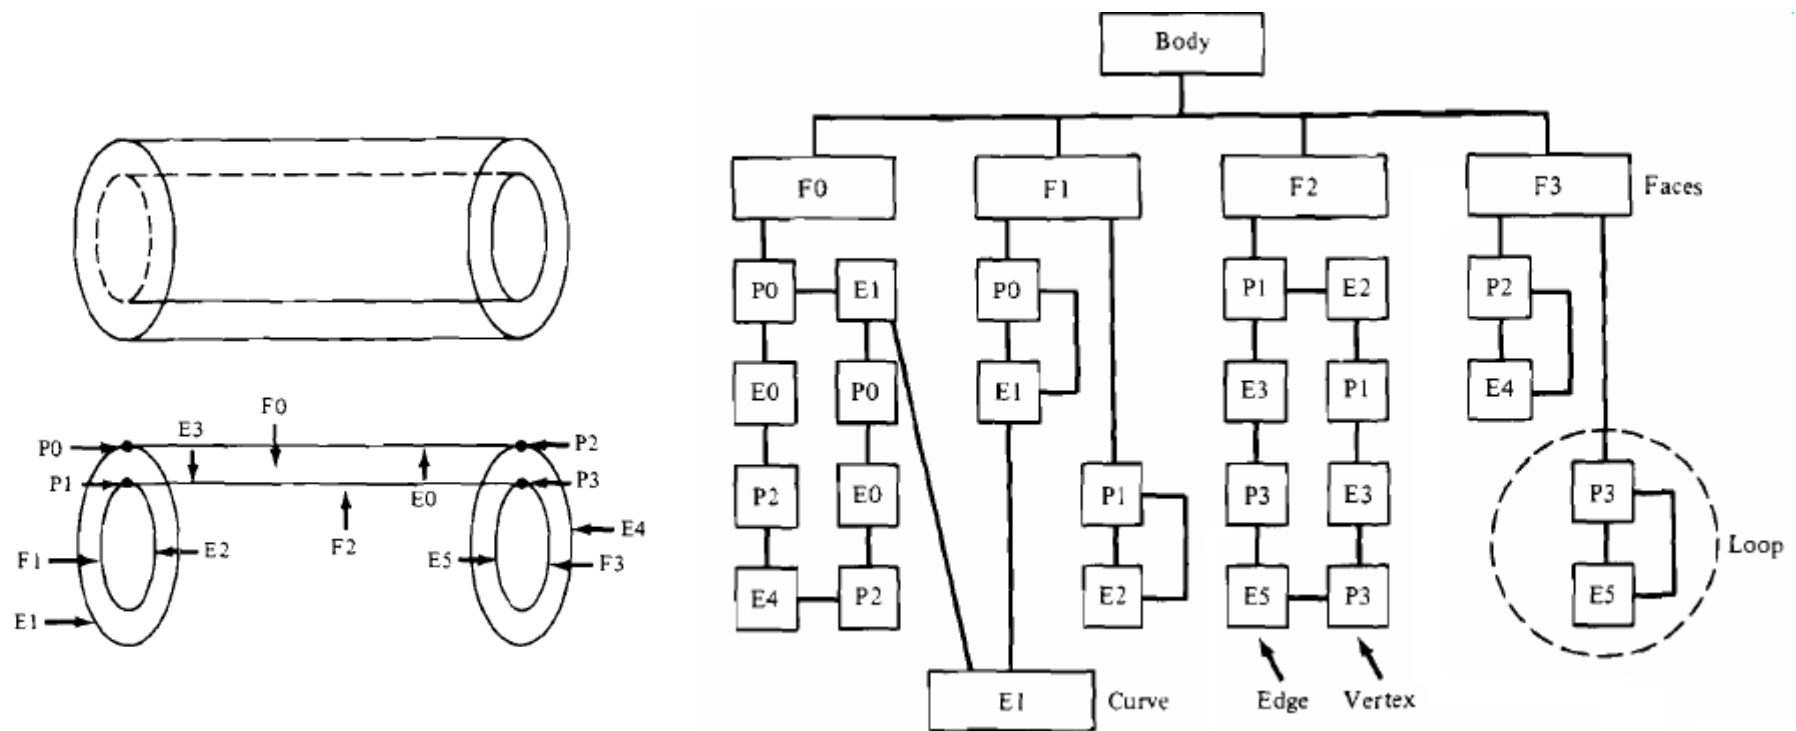 Body
F0 F1 F2 F3 Faces
P0 E1 P0 P1 E2 P2
E0 P0 E1 E3 P1 E4
P2 E0 P1 P3 E3 P3
Loop
E4 P2 E2 E5 P3 E5
E1 Curve Edge Vertex
F0
E3
P0 P2
P1 P3
E0
E4
F2
F1 E2 E5 F3
E1